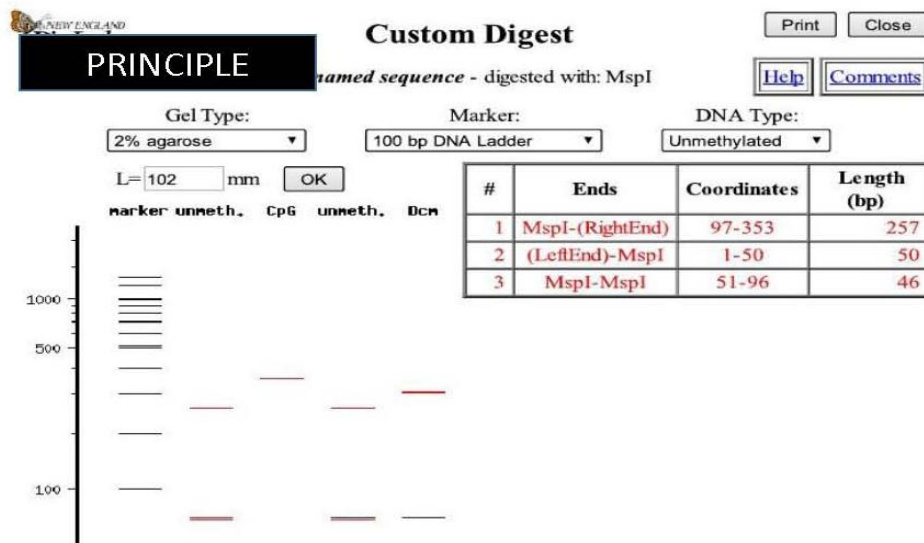 NEW ENGLAND
Custom Digest
Print Close
PRINCIPLE
named sequence - digested with: MspI
Help Comments
Gel Type: Marker: DNA Type:
2% agarose 100 bp DNA Ladder Unmethylated
L= 102 mm OK
marker unmeth. CpG unmeth. Dcm
# Ends Coordinates Length (bp)
1 MspI-(RightEnd) 97-353 257
2 (LeftEnd)-MspI 1-50 50
3 MspI-MspI 51-96 46
1000
500
100